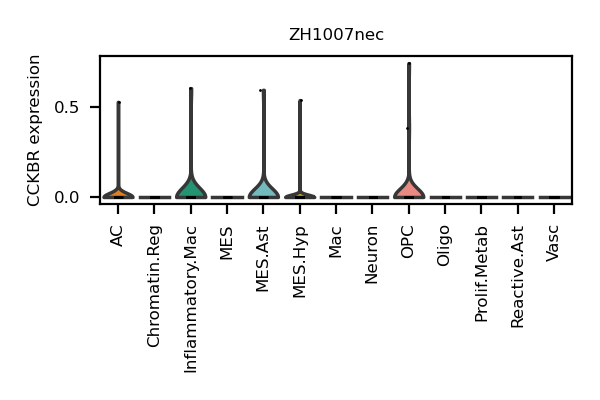 ZH1007nec
CCKBR expression
0.5
0.0
AC
Chromatin.Reg
Inflammatory.Mac
MES
MES.Ast
MES.Hyp
Mac
Neuron
OPC
Oligo
Prolif.Metab
Reactive.Ast
Vasc